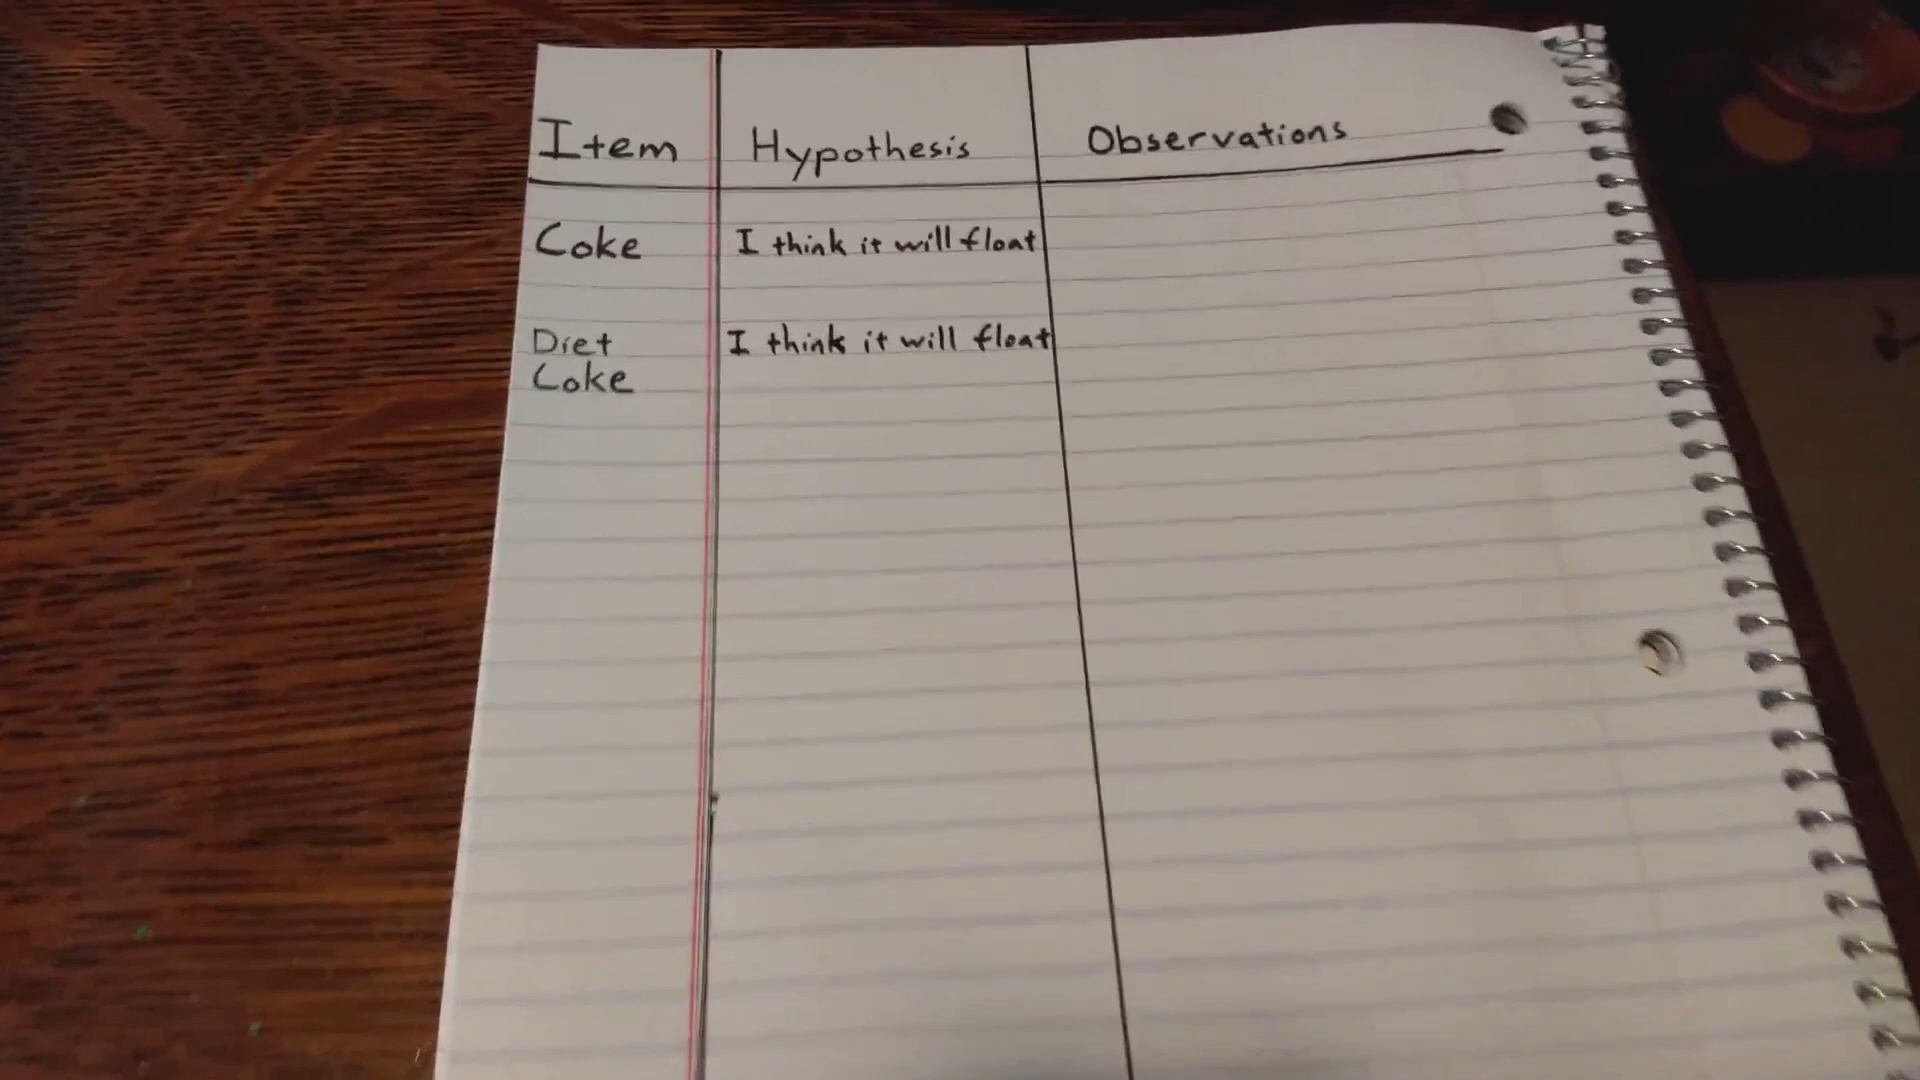 Item Hypothesis Observations
Coke I think it will float
Diet I think it will float
Coke